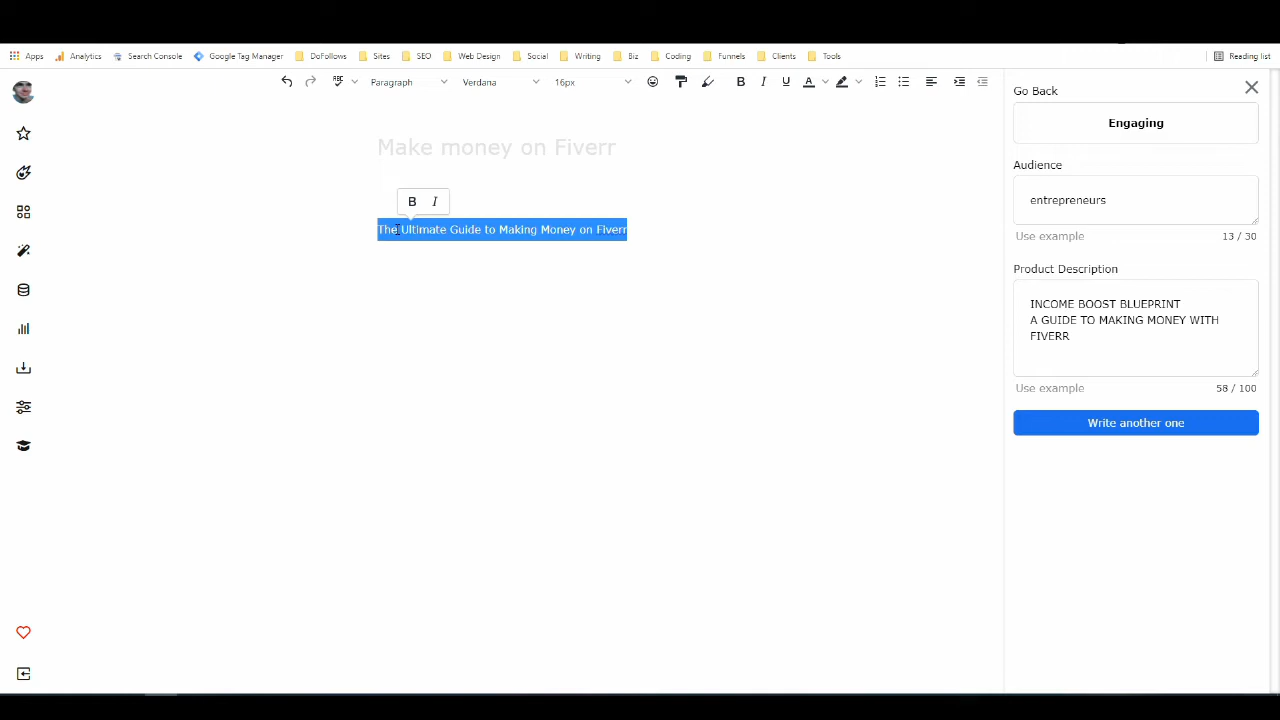 Apps
Analytics
Search Console
Google Tag Manager
DoFollows
Sites
SEO
Web Design
Social
Writing
Biz
Coding
Funnels
Clients
Tools
Reading list
ABC
Paragraph
Verdana
16px
B
I
U
A
Make money on Fiverr
B
I
The Ultimate Guide to Making Money on Fiverr
Go Back
Engaging
Audience
entrepreneurs
Use example
13 / 30
Product Description
INCOME BOOST BLUEPRINT
A GUIDE TO MAKING MONEY WITH
FIVERR
Use example
58 / 100
Write another one